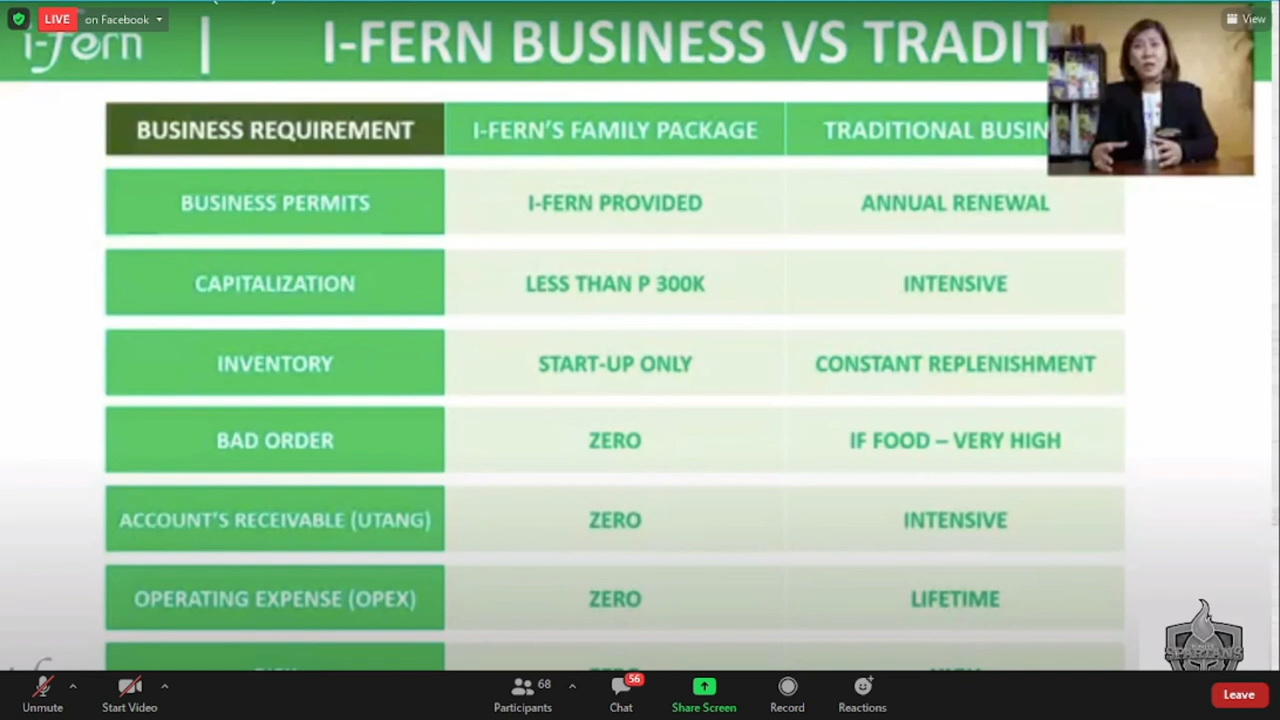 LIVE on Facebook
View
i-fern
I-FERN BUSINESS VS TRADIT
BUSINESS REQUIREMENT I-FERN'S FAMILY PACKAGE TRADITIONAL BUSIN
BUSINESS PERMITS I-FERN PROVIDED ANNUAL RENEWAL
CAPITALIZATION LESS THAN P 300K INTENSIVE
INVENTORY START-UP ONLY CONSTANT REPLENISHMENT
BAD ORDER ZERO IF FOOD – VERY HIGH
ACCOUNT'S RECEIVABLE (UTANG) ZERO INTENSIVE
OPERATING EXPENSE (OPEX) ZERO LIFETIME
SPARTANS
68 56
Unmute Start Video Participants Chat Share Screen Record Reactions Leave